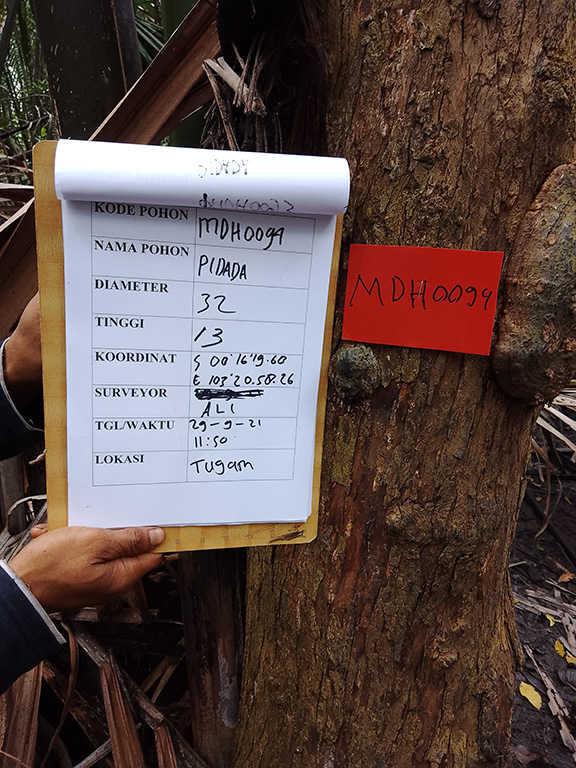 PIDADA
KODE POHON MDH0094
NAMA POHON PIDADA
DIAMETER 32
TINGGI 13
KOORDINAT S 00°16'19.60
E 103°20.58.26
SURVEYOR ALI
TGL/WAKTU 29-9-21
11:50
LOKASI Tugam
MDH0094